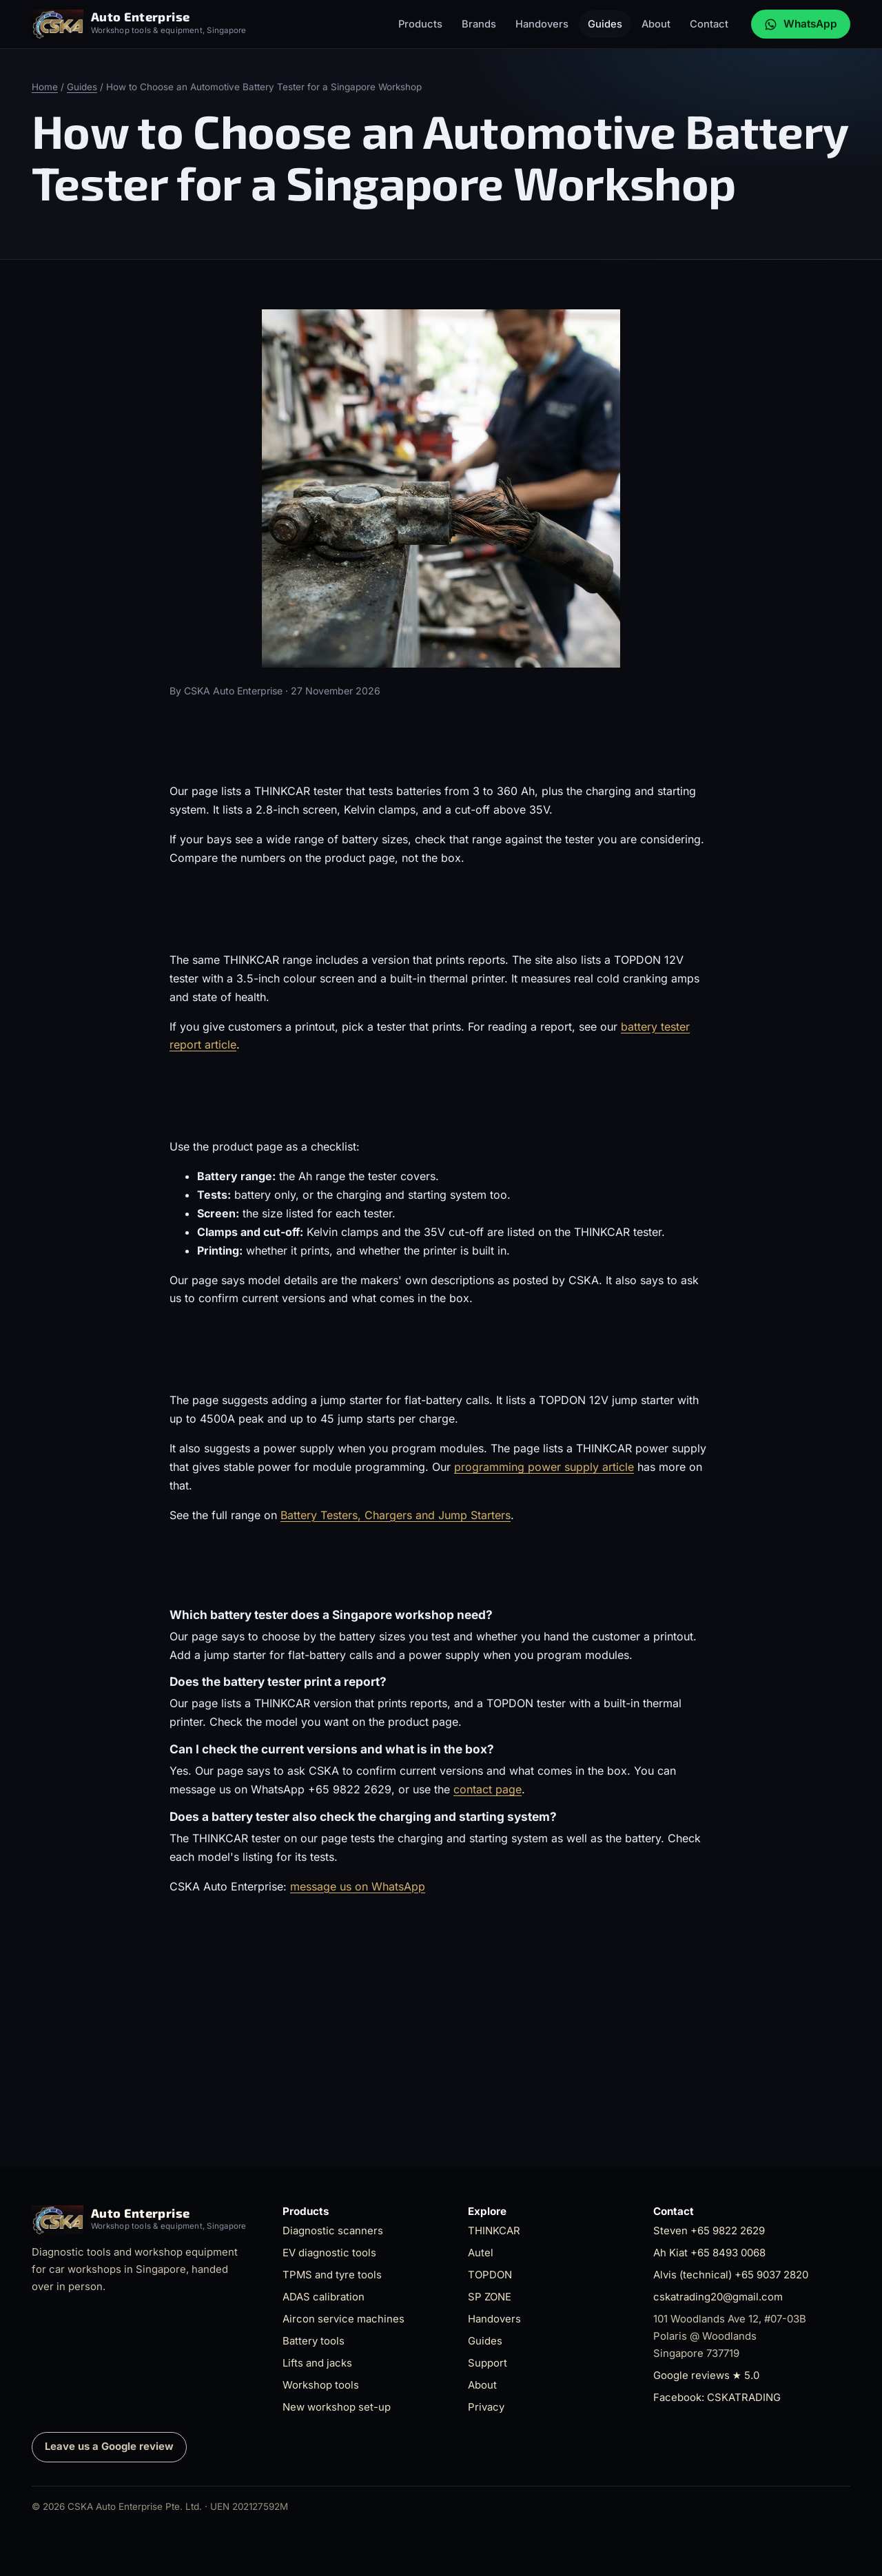 CSKA
Auto Enterprise
Workshop tools & equipment, Singapore
Products
Brands
Handovers
Guides
About
Contact
WhatsApp
Home / Guides / How to Choose an Automotive Battery Tester for a Singapore Workshop
How to Choose an Automotive Battery
Tester for a Singapore Workshop
By CSKA Auto Enterprise · 27 November 2026
Our page lists a THINKCAR tester that tests batteries from 3 to 360 Ah, plus the charging and starting
system. It lists a 2.8-inch screen, Kelvin clamps, and a cut-off above 35V.
If your bays see a wide range of battery sizes, check that range against the tester you are considering.
Compare the numbers on the product page, not the box.
The same THINKCAR range includes a version that prints reports. The site also lists a TOPDON 12V
tester with a 3.5-inch colour screen and a built-in thermal printer. It measures real cold cranking amps
and state of health.
If you give customers a printout, pick a tester that prints. For reading a report, see our battery tester
report article.
Use the product page as a checklist:
• Battery range: the Ah range the tester covers.
• Tests: battery only, or the charging and starting system too.
• Screen: the size listed for each tester.
• Clamps and cut-off: Kelvin clamps and the 35V cut-off are listed on the THINKCAR tester.
• Printing: whether it prints, and whether the printer is built in.
Our page says model details are the makers' own descriptions as posted by CSKA. It also says to ask
us to confirm current versions and what comes in the box.
The page suggests adding a jump starter for flat-battery calls. It lists a TOPDON 12V jump starter with
up to 4500A peak and up to 45 jump starts per charge.
It also suggests a power supply when you program modules. The page lists a THINKCAR power supply
that gives stable power for module programming. Our programming power supply article has more on
that.
See the full range on Battery Testers, Chargers and Jump Starters.
Which battery tester does a Singapore workshop need?
Our page says to choose by the battery sizes you test and whether you hand the customer a printout.
Add a jump starter for flat-battery calls and a power supply when you program modules.
Does the battery tester print a report?
Our page lists a THINKCAR version that prints reports, and a TOPDON tester with a built-in thermal
printer. Check the model you want on the product page.
Can I check the current versions and what is in the box?
Yes. Our page says to ask CSKA to confirm current versions and what comes in the box. You can
message us on WhatsApp +65 9822 2629, or use the contact page.
Does a battery tester also check the charging and starting system?
The THINKCAR tester on our page tests the charging and starting system as well as the battery. Check
each model's listing for its tests.
CSKA Auto Enterprise: message us on WhatsApp
CSKA
Auto Enterprise
Workshop tools & equipment, Singapore
Diagnostic tools and workshop equipment
for car workshops in Singapore, handed
over in person.
Products
Diagnostic scanners
EV diagnostic tools
TPMS and tyre tools
ADAS calibration
Aircon service machines
Battery tools
Lifts and jacks
Workshop tools
New workshop set-up
Explore
THINKCAR
Autel
TOPDON
SP ZONE
Handovers
Guides
Support
About
Privacy
Contact
Steven +65 9822 2629
Ah Kiat +65 8493 0068
Alvis (technical) +65 9037 2820
cskatrading20@gmail.com
101 Woodlands Ave 12, #07-03B
Polaris @ Woodlands
Singapore 737719
Google reviews ★ 5.0
Facebook: CSKATRADING
Leave us a Google review
© 2026 CSKA Auto Enterprise Pte. Ltd. · UEN 202127592M